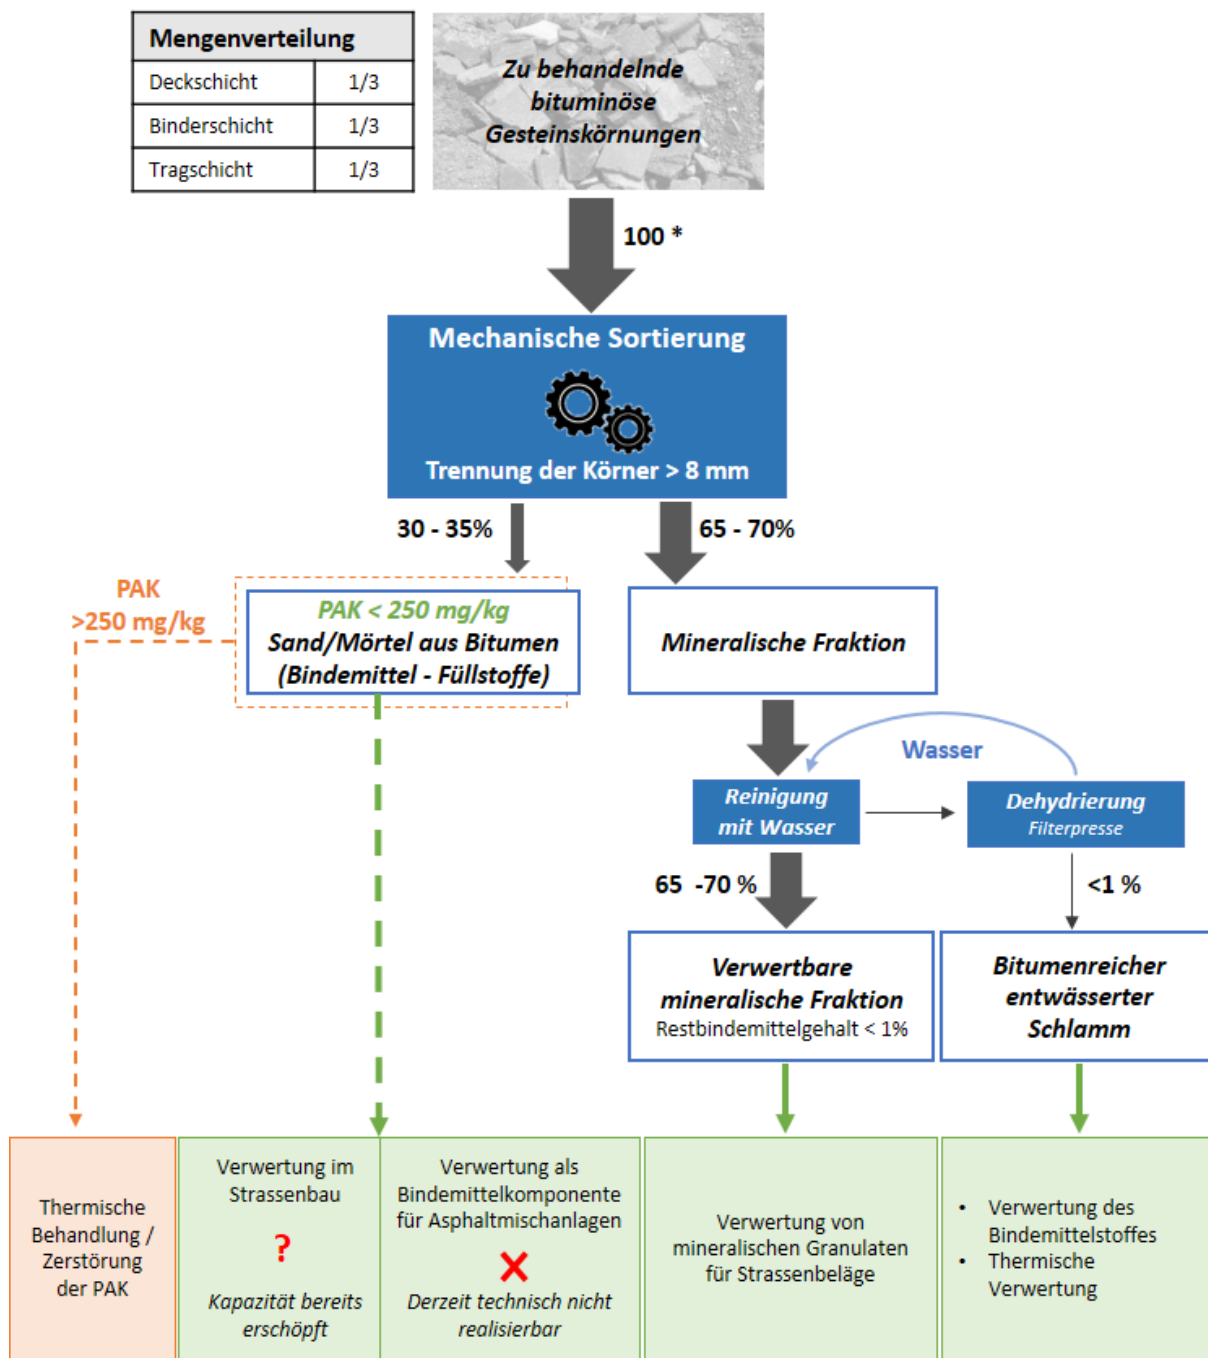 Mengenverteilung
Deckschicht 1/3
Binderschicht 1/3
Tragschicht 1/3
Zu behandelnde
bituminöse
Gesteinskörnungen
100 *
Mechanische Sortierung
Trennung der Körner > 8 mm
30 - 35%
65 - 70%
PAK
>250 mg/kg
PAK < 250 mg/kg
Sand/Mörtel aus Bitumen
(Bindemittel - Füllstoffe)
Mineralische Fraktion
Wasser
Reinigung
mit Wasser
Dehydrierung
Filterpresse
65 -70 %
<1 %
Verwertbare
mineralische Fraktion
Restbindemittelgehalt < 1%
Bitumenreicher
entwässerter
Schlamm
Thermische
Behandlung /
Zerstörung
der PAK
Verwertung im
Strassenbau
?
Kapazität bereits
erschöpft
Verwertung als
Bindemittelkomponente
für Asphaltmischanlagen
Derzeit technisch nicht
realisierbar
Verwertung von
mineralischen Granulaten
für Strassenbeläge
• Verwertung des
Bindemittelstoffes
• Thermische
Verwertung